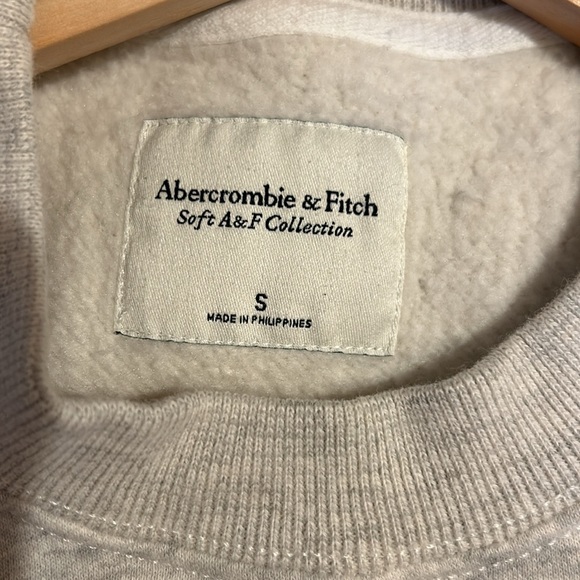 Abercrombie & Fitch
Soft A&F Collection
S
MADE IN PHILIPPINES